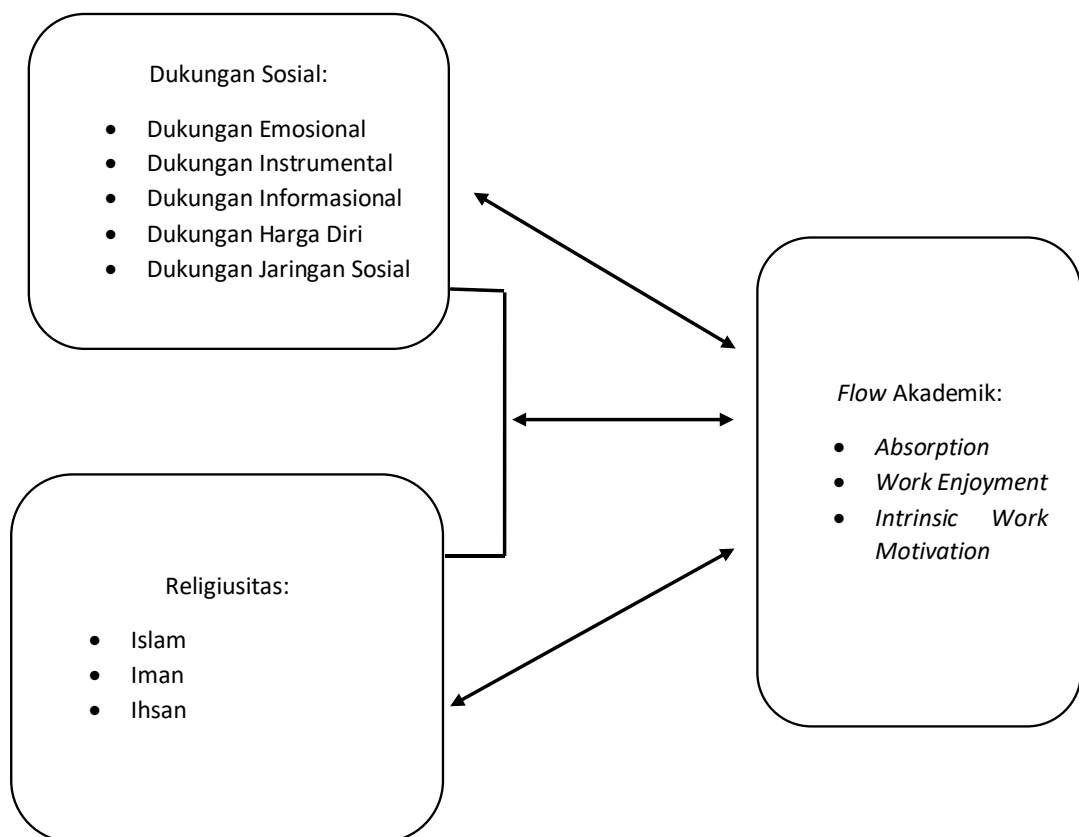 Dukungan Sosial:
• Dukungan Emosional
• Dukungan Instrumental
• Dukungan Informasional
• Dukungan Harga Diri
• Dukungan Jaringan Sosial
Religiusitas:
• Islam
• Iman
• Ihsan
Flow Akademik:
• Absorption
• Work Enjoyment
• Intrinsic Work
Motivation